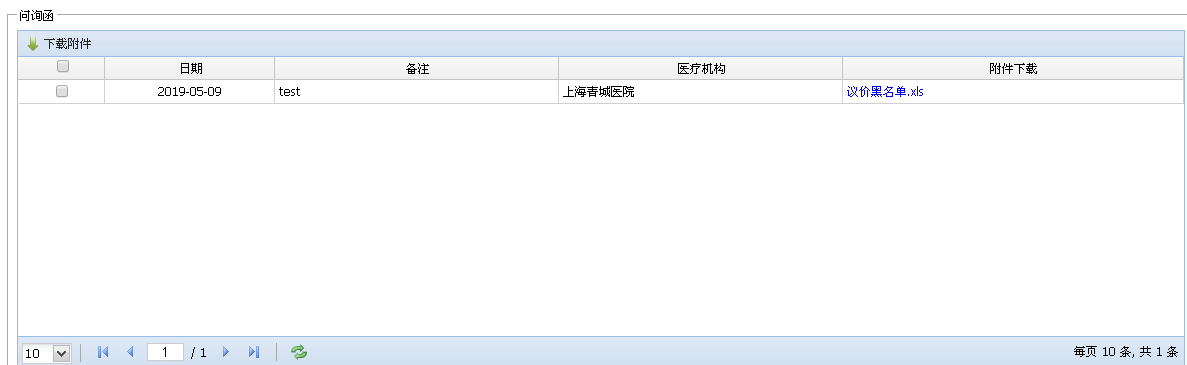 问询函
下载附件
日期 备注 医疗机构 附件下载
2019-05-09 test 上海青城医院 议价黑名单.xls
10 1 / 1 每页 10 条, 共 1 条